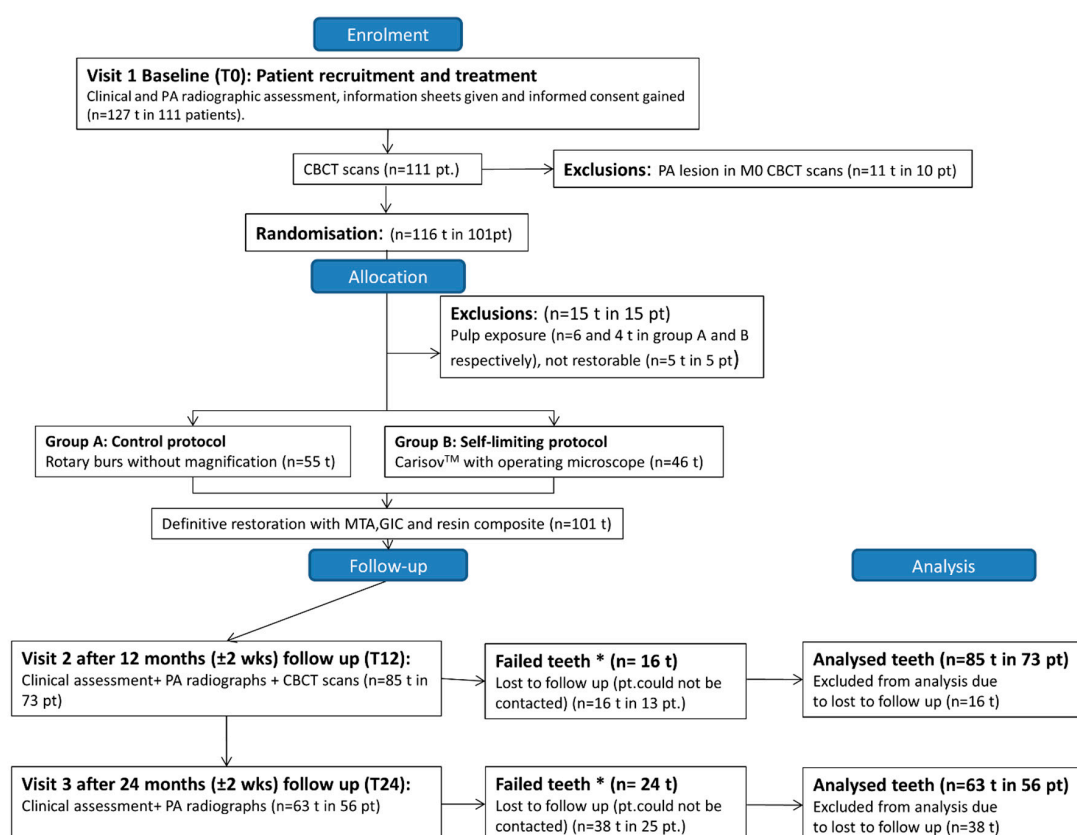 Enrolment
Visit 1 Baseline (T0): Patient recruitment and treatment
Clinical and PA radiographic assessment, information sheets given and informed consent gained
(n=127 t in 111 patients).
CBCT scans (n=111 pt.)
Exclusions: PA lesion in M0 CBCT scans (n=11 t in 10 pt)
Randomisation: (n=116 t in 101pt)
Allocation
Exclusions: (n=15 t in 15 pt)
Pulp exposure (n=6 and 4 t in group A and B
respectively), not restorable (n=5 t in 5 pt)
Group A: Control protocol
Rotary burs without magnification (n=55 t)
Group B: Self-limiting protocol
Carisov™ with operating microscope (n=46 t)
Definitive restoration with MTA,GIC and resin composite (n=101 t)
Follow-up
Analysis
Visit 2 after 12 months (±2 wks) follow up (T12):
Clinical assessment+ PA radiographs + CBCT scans (n=85 t in
73 pt)
Failed teeth * (n= 16 t)
Lost to follow up (pt.could not be
contacted) (n=16 t in 13 pt.)
Analysed teeth (n=85 t in 73 pt)
Excluded from analysis due
to lost to follow up (n=16 t)
Visit 3 after 24 months (±2 wks) follow up (T24):
Clinical assessment+ PA radiographs (n=63 t in 56 pt)
Failed teeth * (n= 24 t)
Lost to follow up (pt.could not be
contacted) (n=38 t in 25 pt.)
Analysed teeth (n=63 t in 56 pt)
Excluded from analysis due
to lost to follow up (n=38 t)